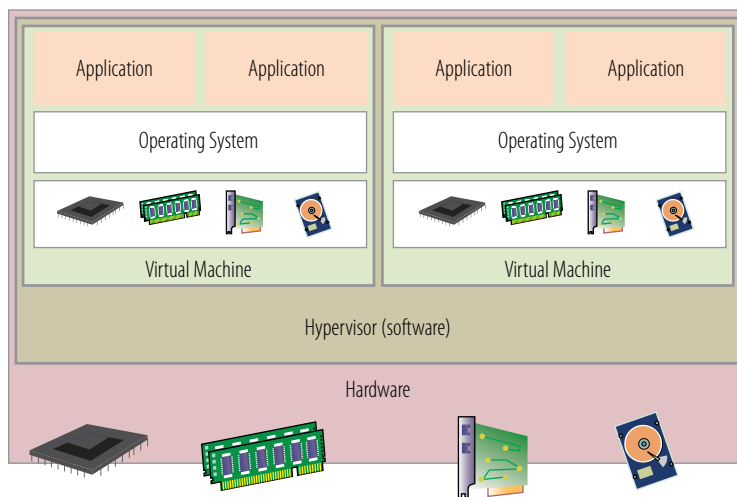 Application
Application
Application
Application
Operating System
Operating System
Virtual Machine
Virtual Machine
Hypervisor (software)
Hardware